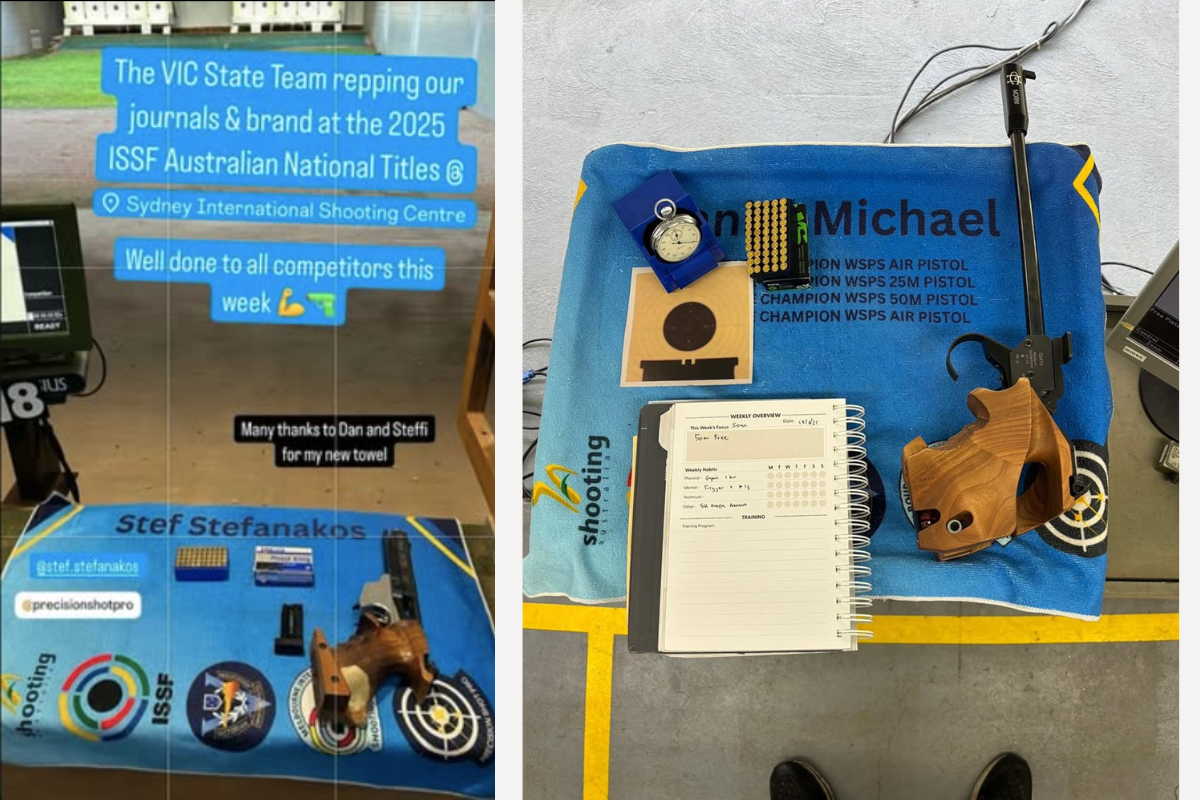 The VIC State Team repping our
journals & brand at the 2025
ISSF Australian National Titles @
Sydney International Shooting Centre
Well done to all competitors this
week
READY
18
Many thanks to Dan and Steffi
for my new towel
Stef Stefanakos
@stef.stefanakos
@precisionshotpro
shooting
ISSF
MORINI
Michael
PION WSPS AIR PISTOL
PION WSPS 25M PISTOL
CHAMPION WSPS 50M PISTOL
CHAMPION WSPS AIR PISTOL
shooting
australia
WEEKLY OVERVIEW
This Week's Focus
Date:
50m Free
Weekly Habits
M T W T F S S
Physical:
Mental:
Technical:
Other:
TRAINING
Training Program: